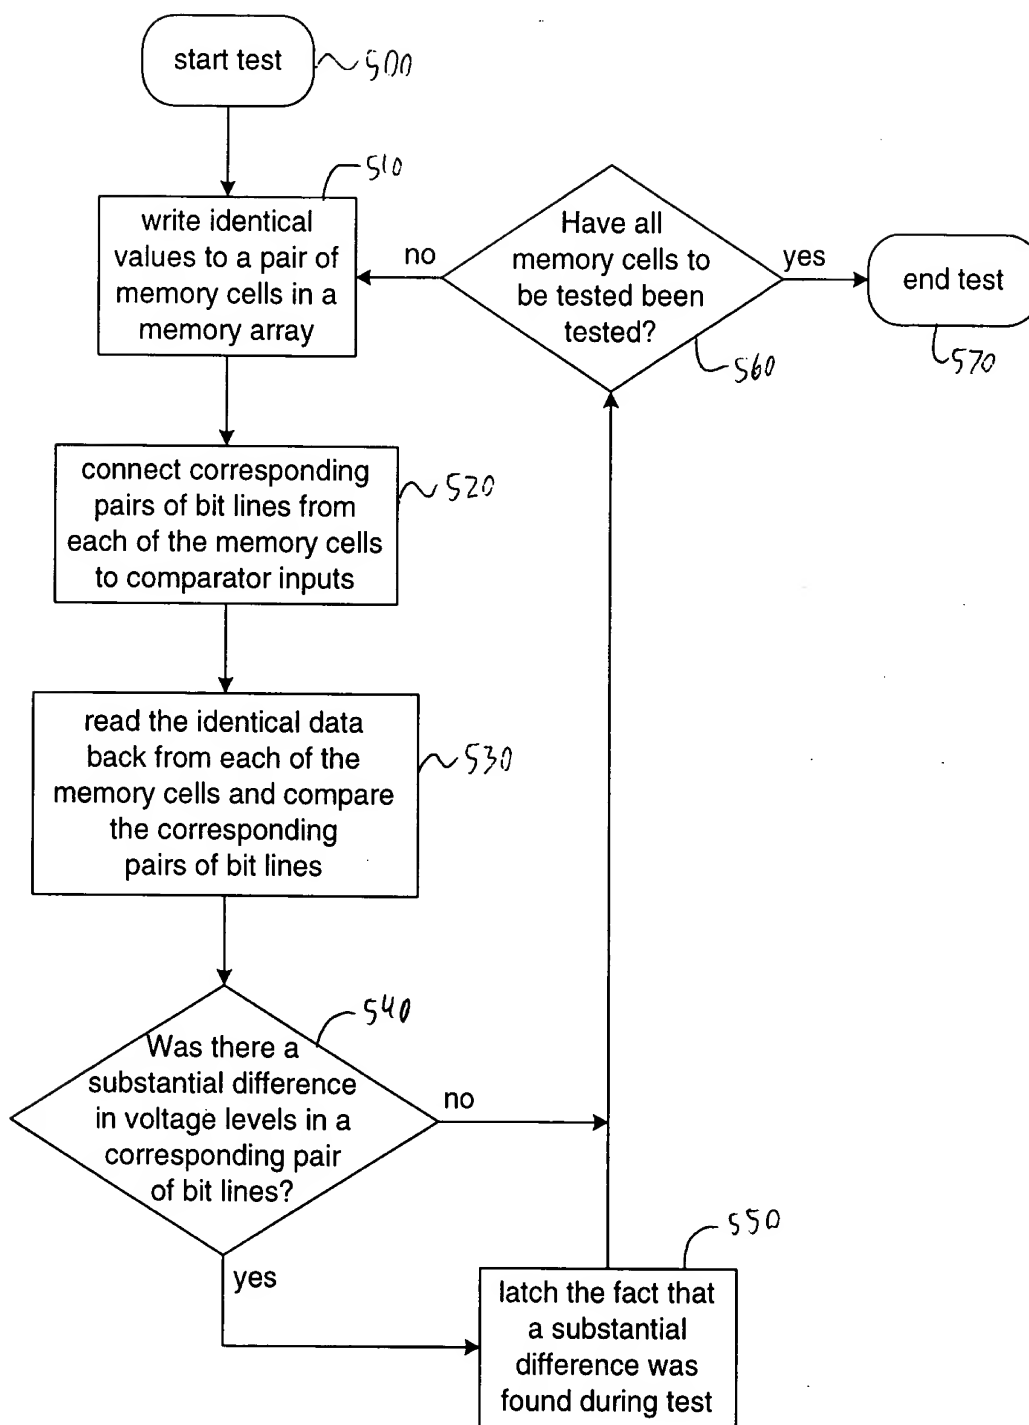 start test
500
510
write identical
values to a pair of
memory cells in a
memory array
no
Have all
memory cells to
be tested been
tested?
yes
end test
560
570
connect corresponding
pairs of bit lines from
each of the memory cells
to comparator inputs
520
read the identical data
back from each of the
memory cells and compare
the corresponding
pairs of bit lines
530
540
Was there a
substantial difference
in voltage levels in a
corresponding pair
of bit lines?
no
yes
550
latch the fact that
a substantial
difference was
found during test